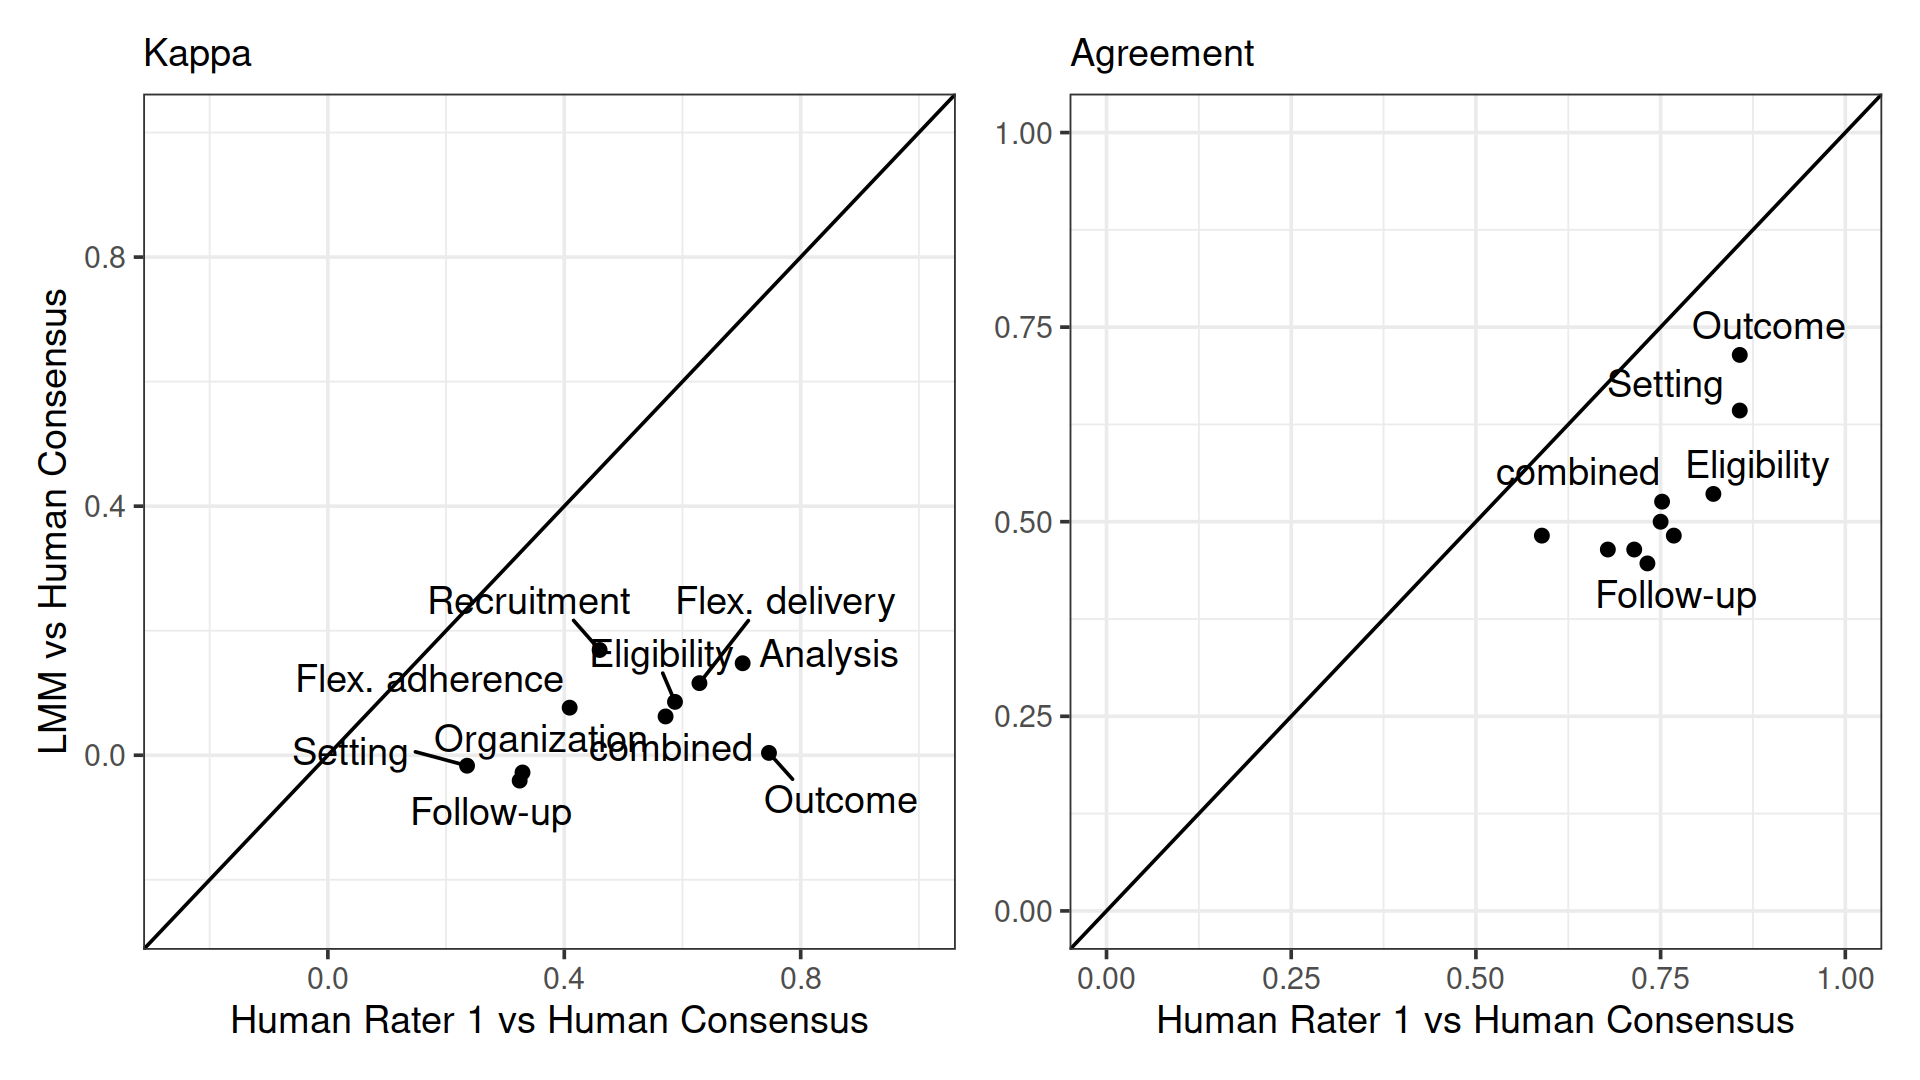 Kappa
Agreement
LMM vs Human Consensus
0.8
0.4
0.0
Recruitment
Flex. delivery
Eligibility
Analysis
Flex. adherence
Organization
combined
Setting
Follow-up
Outcome
0.0 0.4 0.8
Human Rater 1 vs Human Consensus
1.00
0.75
0.50
0.25
0.00
Outcome
Setting
combined
Eligibility
Follow-up
0.00 0.25 0.50 0.75 1.00
Human Rater 1 vs Human Consensus